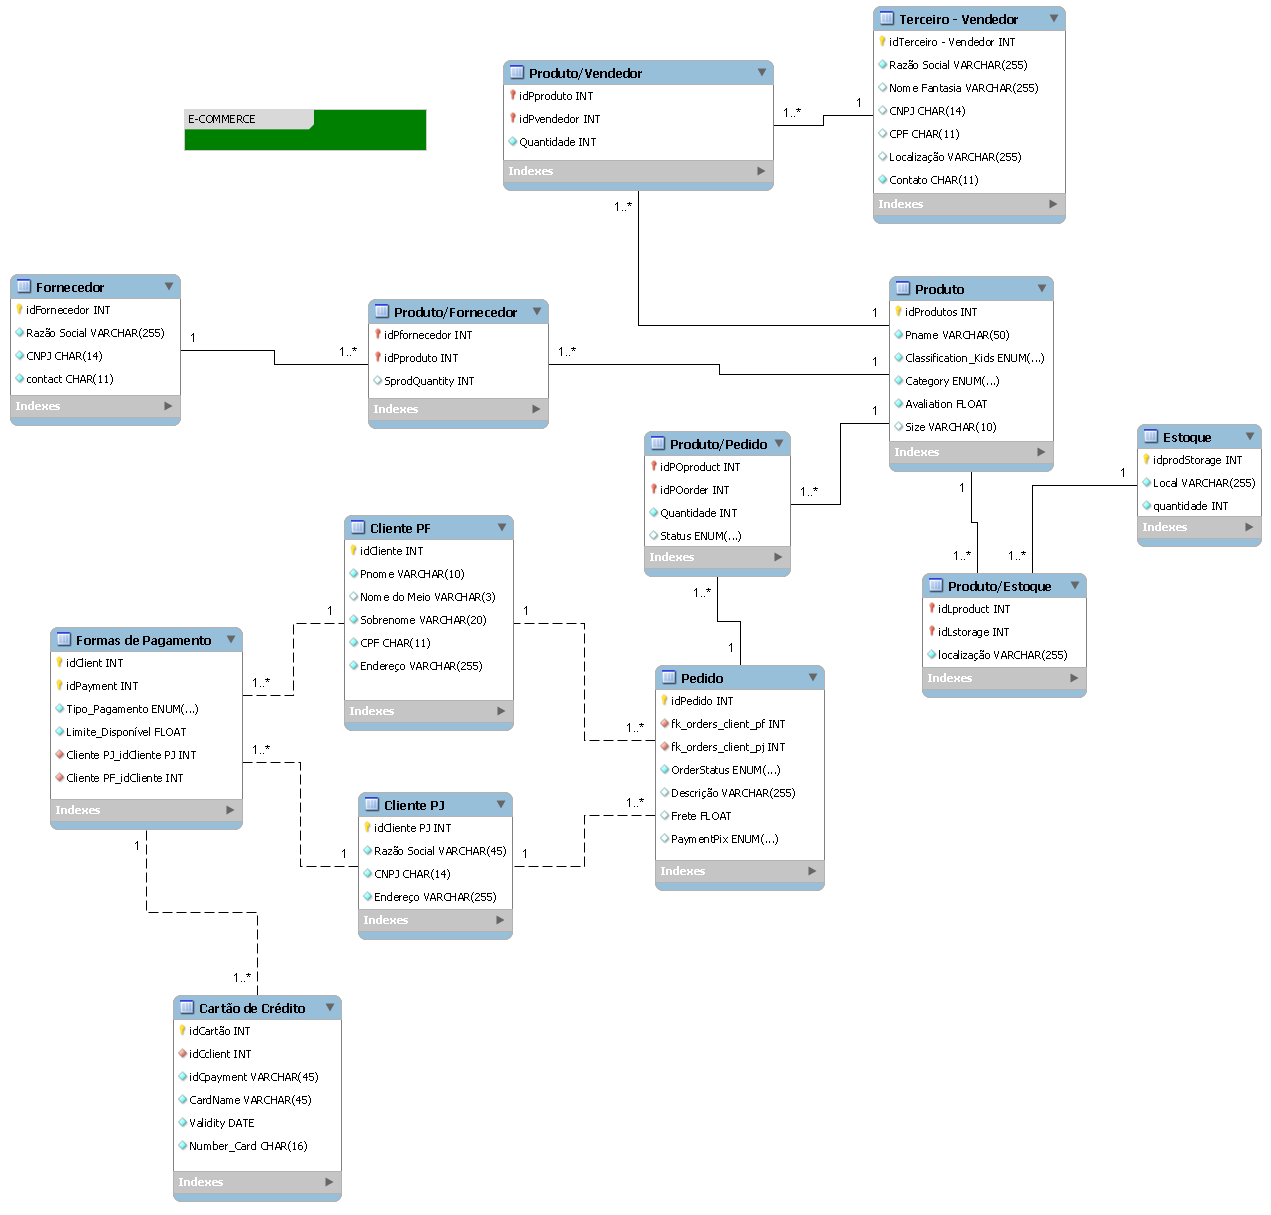 E-COMMERCE
Terceiro - Vendedor
idTerceiro - Vendedor INT
Razão Social VARCHAR(255)
Nome Fantasia VARCHAR(255)
CNPJ CHAR(14)
CPF CHAR(11)
Localização VARCHAR(255)
Contato CHAR(11)
Indexes
Produto/Vendedor
idPproduto INT
idPvendedor INT
Quantidade INT
Indexes
1..*
1
1..*
1
Fornecedor
idFornecedor INT
Razão Social VARCHAR(255)
CNPJ CHAR(14)
contact CHAR(11)
Indexes
1
1..*
Produto/Fornecedor
idPfornecedor INT
idPproduto INT
SprodQuantity INT
Indexes
1..*
1
Produto
idProdutos INT
Pname VARCHAR(50)
Classification_Kids ENUM(...)
Category ENUM(...)
Avaliation FLOAT
Size VARCHAR(10)
Indexes
1
1..*
Produto/Pedido
idPOproduct INT
idPOorder INT
Quantidade INT
Status ENUM(...)
Indexes
1..*
1
Estoque
idprodStorage INT
Local VARCHAR(255)
quantidade INT
Indexes
1
1..*
1
1..*
Produto/Estoque
idLproduct INT
idLstorage INT
localização VARCHAR(255)
Indexes
Cliente PF
idCliente INT
Pnome VARCHAR(10)
Nome do Meio VARCHAR(3)
Sobrenome VARCHAR(20)
CPF CHAR(11)
Endereço VARCHAR(255)
Indexes
1
1..*
1
1..*
Formas de Pagamento
idClient INT
idPayment INT
Tipo_Pagamento ENUM(...)
Limite_Disponível FLOAT
Cliente PJ_idCliente PJ INT
Cliente PF_idCliente INT
Indexes
1..*
1
Pedido
idPedido INT
fk_orders_client_pf INT
fk_orders_client_pj INT
OrderStatus ENUM(...)
Descrição VARCHAR(255)
Frete FLOAT
PaymentPix ENUM(...)
Indexes
Cliente PJ
idCliente PJ INT
Razão Social VARCHAR(45)
CNPJ CHAR(14)
Endereço VARCHAR(255)
Indexes
1
1..*
1
1..*
Cartão de Crédito
idCartão INT
idCclient INT
idCpayment VARCHAR(45)
CardName VARCHAR(45)
Validity DATE
Number_Card CHAR(16)
Indexes